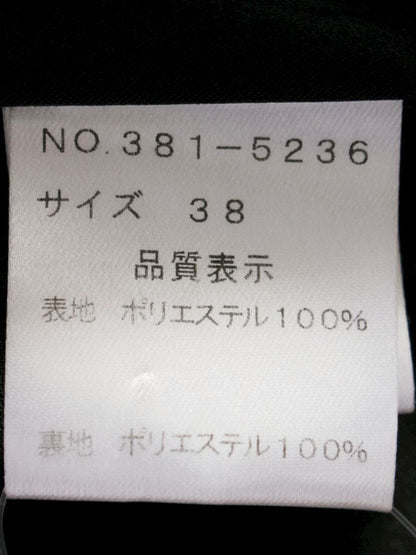 NO.381-5236
サイズ 38
品質表示
表地 ポリエステル100%
裏地 ポリエステル100%